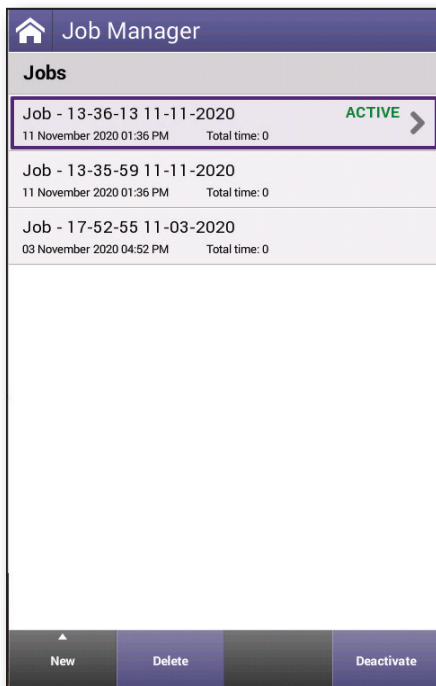 Job Manager
Jobs
Job - 13-36-13 11-11-2020 ACTIVE
11 November 2020 01:36 PM Total time: 0
Job - 13-35-59 11-11-2020
11 November 2020 01:36 PM Total time: 0
Job - 17-52-55 11-03-2020
03 November 2020 04:52 PM Total time: 0
New Delete Deactivate